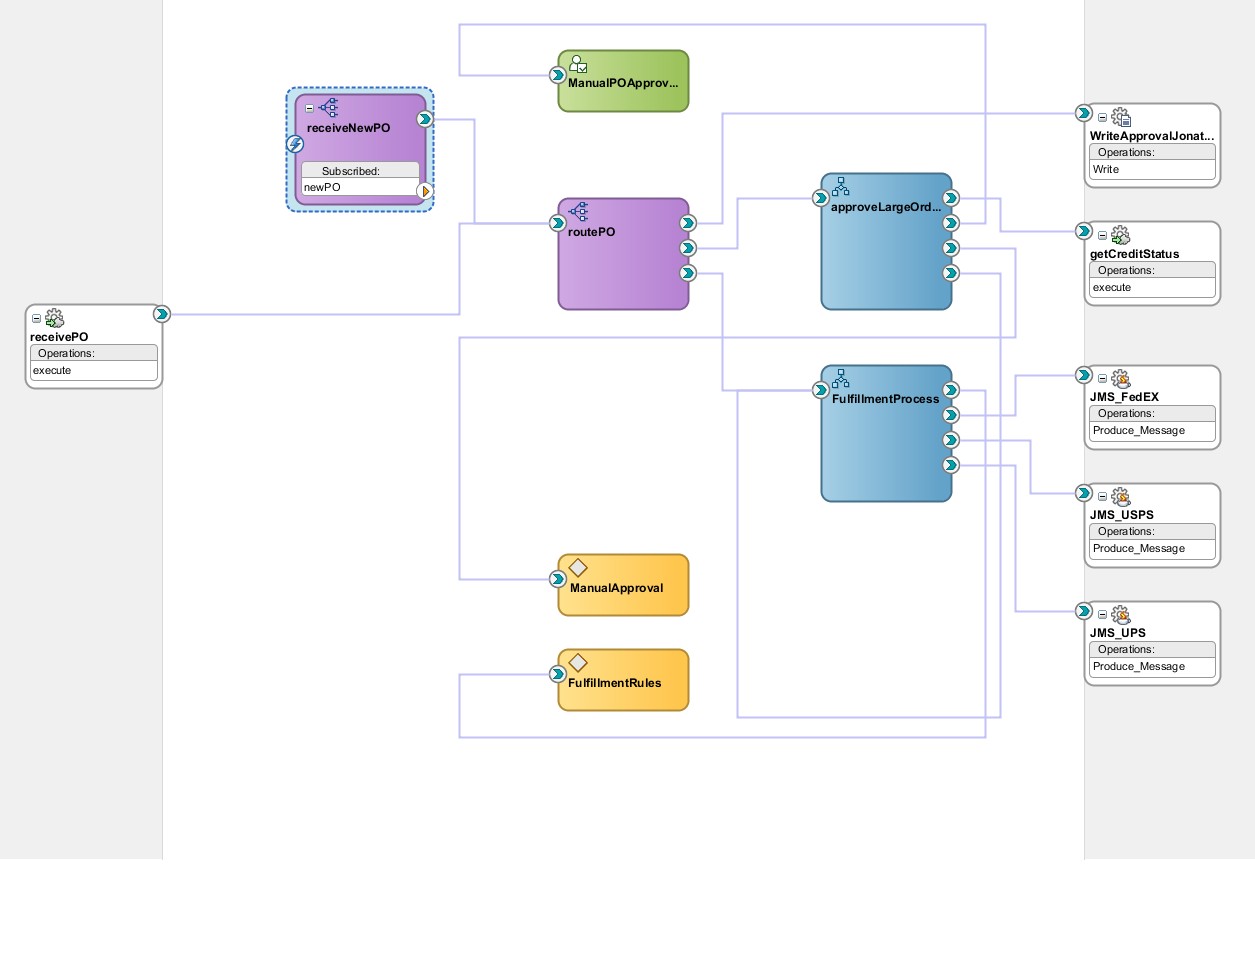 ManualPOApprov...
receiveNewPO
Subscribed:
newPO
WriteApprovalJonat...
Operations:
Write
approveLargeOrd...
routePO
getCreditStatus
Operations:
execute
receivePO
Operations:
execute
FulfillmentProcess
JMS_FedEX
Operations:
Produce_Message
JMS_USPS
Operations:
Produce_Message
ManualApproval
JMS_UPS
Operations:
Produce_Message
FulfillmentRules